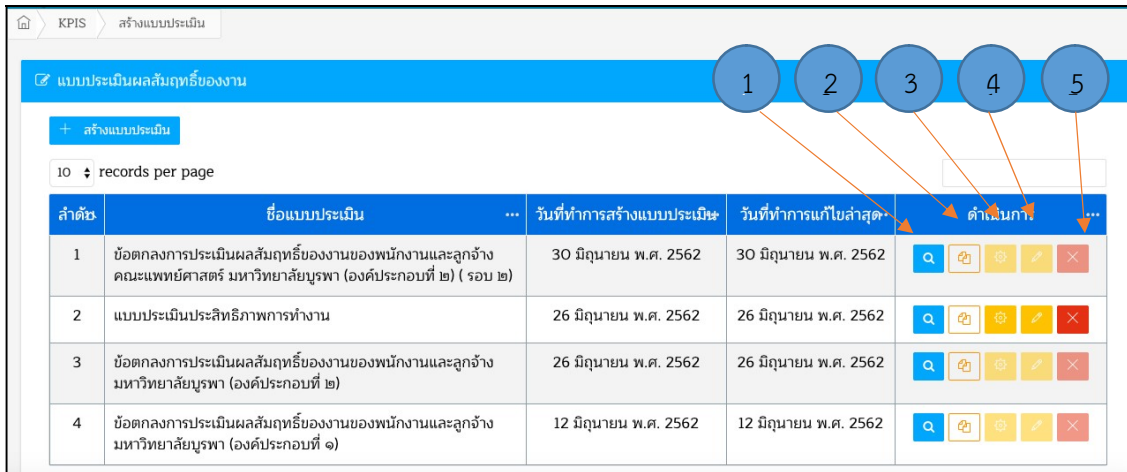 KPIS สร้างแบบประเมิน
แบบประเมินผลสัมฤทธิ์ของงาน
1 2 3 4 5
+ สร้างแบบประเมิน
10 records per page
ลำดับ ชื่อแบบประเมิน ... วันที่ทำการสร้างแบบประเมิน วันที่ทำการแก้ไขล่าสุด ดำเนินการ ...
1 ข้อตกลงการประเมินผลสัมฤทธิ์ของงานของพนักงานและลูกจ้าง 30 มิถุนายน พ.ศ. 2562 30 มิถุนายน พ.ศ. 2562
คณะแพทย์ศาสตร์ มหาวิทยาลัยบูรพา (องค์ประกอบที่ ๒) ( รอบ ๒)
2 แบบประเมินประสิทธิภาพการทำงาน 26 มิถุนายน พ.ศ. 2562 26 มิถุนายน พ.ศ. 2562
3 ข้อตกลงการประเมินผลสัมฤทธิ์ของงานของพนักงานและลูกจ้าง 26 มิถุนายน พ.ศ. 2562 26 มิถุนายน พ.ศ. 2562
มหาวิทยาลัยบูรพา (องค์ประกอบที่ ๒)
4 ข้อตกลงการประเมินผลสัมฤทธิ์ของงานของพนักงานและลูกจ้าง 12 มิถุนายน พ.ศ. 2562 12 มิถุนายน พ.ศ. 2562
มหาวิทยาลัยบูรพา (องค์ประกอบที่ ๑)